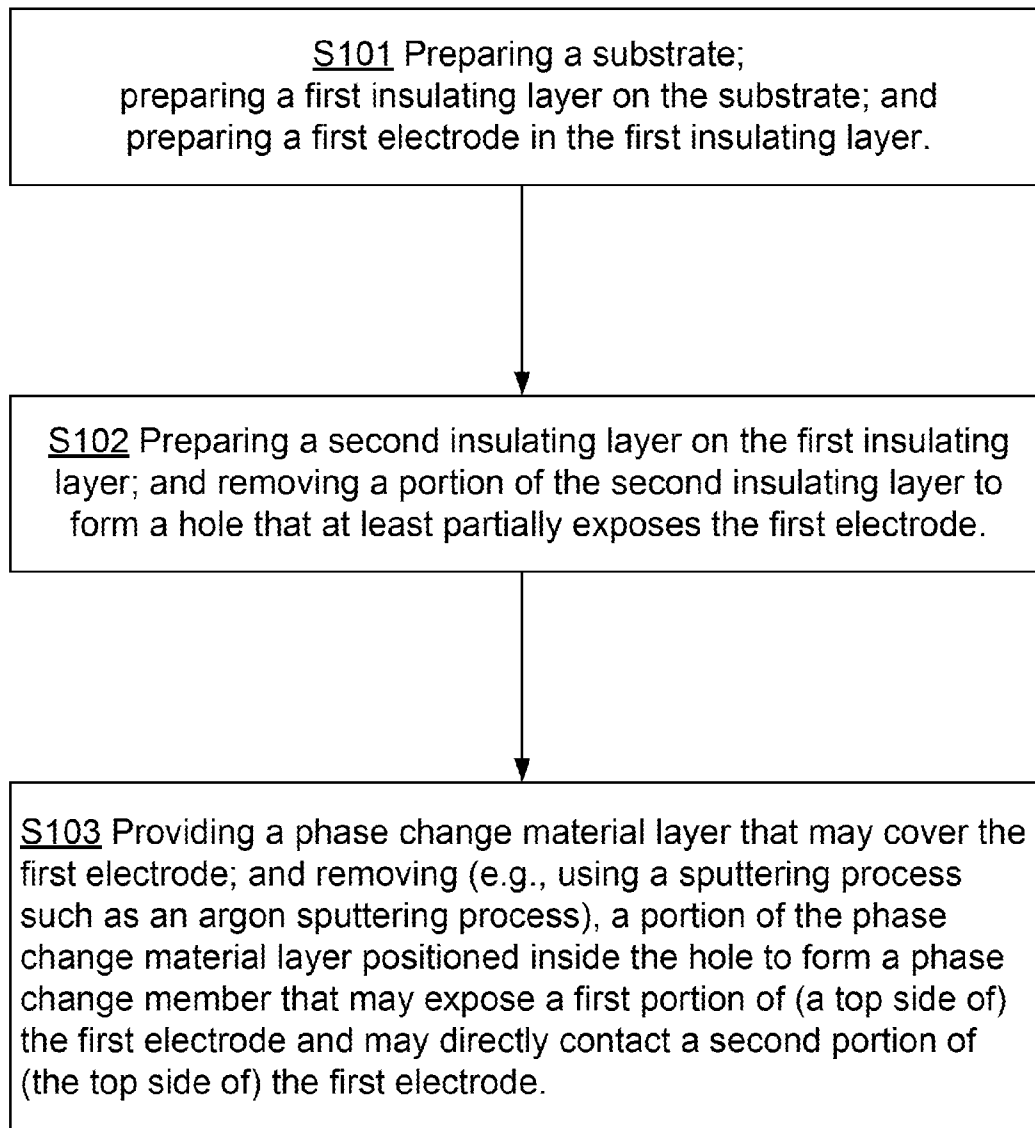 S101 Preparing a substrate;
preparing a first insulating layer on the substrate; and
preparing a first electrode in the first insulating layer.
S102 Preparing a second insulating layer on the first insulating
layer; and removing a portion of the second insulating layer to
form a hole that at least partially exposes the first electrode.
S103 Providing a phase change material layer that may cover the
first electrode; and removing (e.g., using a sputtering process
such as an argon sputtering process), a portion of the phase
change material layer positioned inside the hole to form a phase
change member that may expose a first portion of (a top side of)
the first electrode and may directly contact a second portion of
(the top side of) the first electrode.